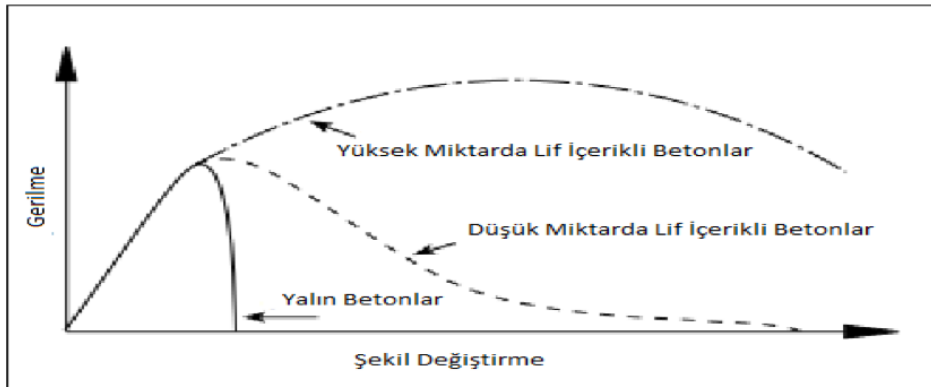 Yüksek Miktarda Lif İçerikli Betonlar
Gerilme
Düşük Miktarda Lif İçerikli Betonlar
Yalın Betonlar
Şekil Değiştirme